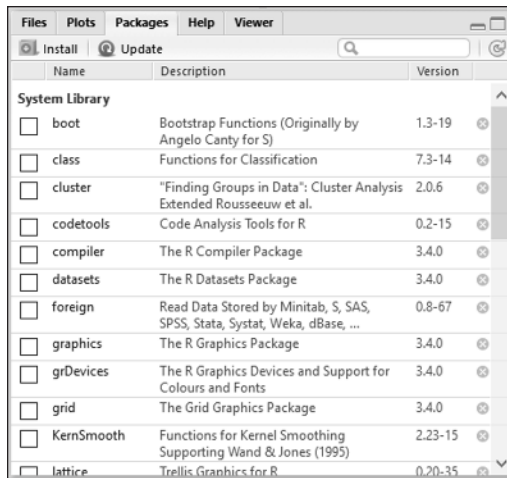 Files Plots Packages Help Viewer
Install Update
Name Description Version
System Library
boot Bootstrap Functions (Originally by 1.3-19
Angelo Canty for S)
class Functions for Classification 7.3-14
cluster "Finding Groups in Data": Cluster Analysis 2.0.6
Extended Rousseeuw et al.
codetools Code Analysis Tools for R 0.2-15
compiler The R Compiler Package 3.4.0
datasets The R Datasets Package 3.4.0
foreign Read Data Stored by Minitab, S, SAS, 0.8-67
SPSS, Stata, Systat, Weka, dBase, ...
graphics The R Graphics Package 3.4.0
grDevices The R Graphics Devices and Support for 3.4.0
Colours and Fonts
grid The Grid Graphics Package 3.4.0
KernSmooth Functions for Kernel Smoothing 2.23-15
Supporting Wand & Jones (1995)
lattice Trellis Graphics for R 0.20-35